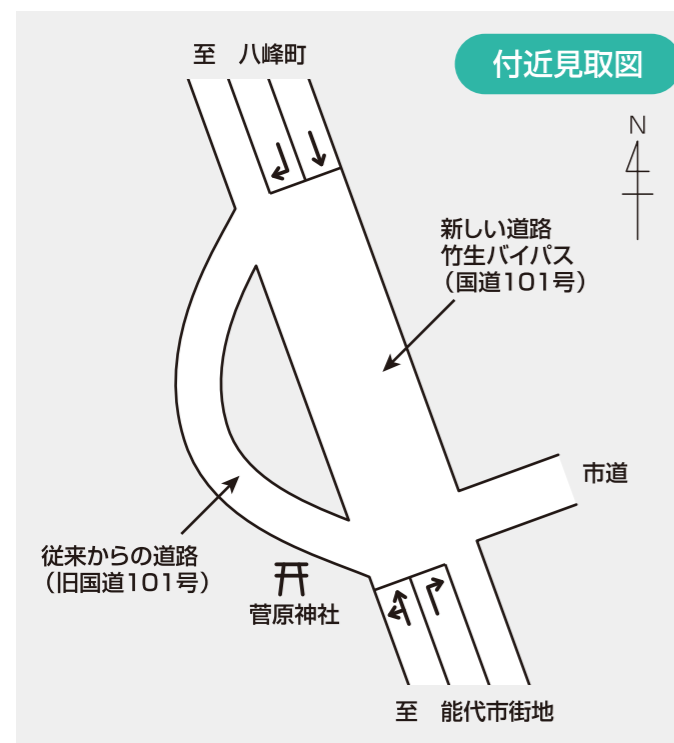 至　八峰町
付近見取図
N
新しい道路
竹生バイパス
（国道101号）
市道
従来からの道路
（旧国道101号）
菅原神社
至　能代市街地